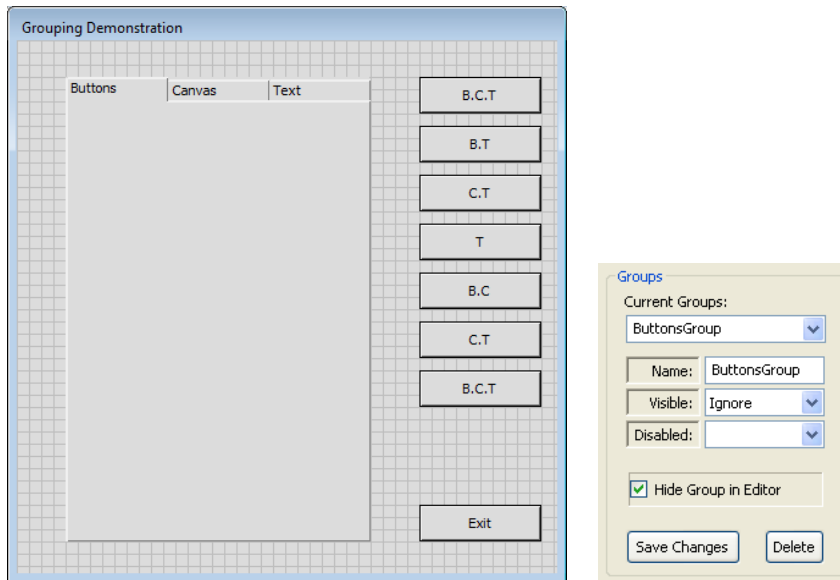 Grouping Demonstration
Buttons Canvas Text
B.C.T
B.T
C.T
T
B.C
C.T
B.C.T
Exit
Groups
Current Groups:
ButtonsGroup
Name: ButtonsGroup
Visible: Ignore
Disabled:
Hide Group in Editor
Save Changes Delete